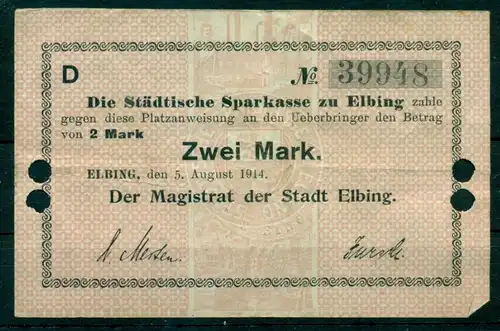 D № 39948
Die Städtische Sparkasse zu Elbing zahle
gegen diese Platzanweisung an den Ueberbringer den Betrag
von 2 Mark
Zwei Mark.
ELBING, den 5. August 1914.
Der Magistrat der Stadt Elbing.